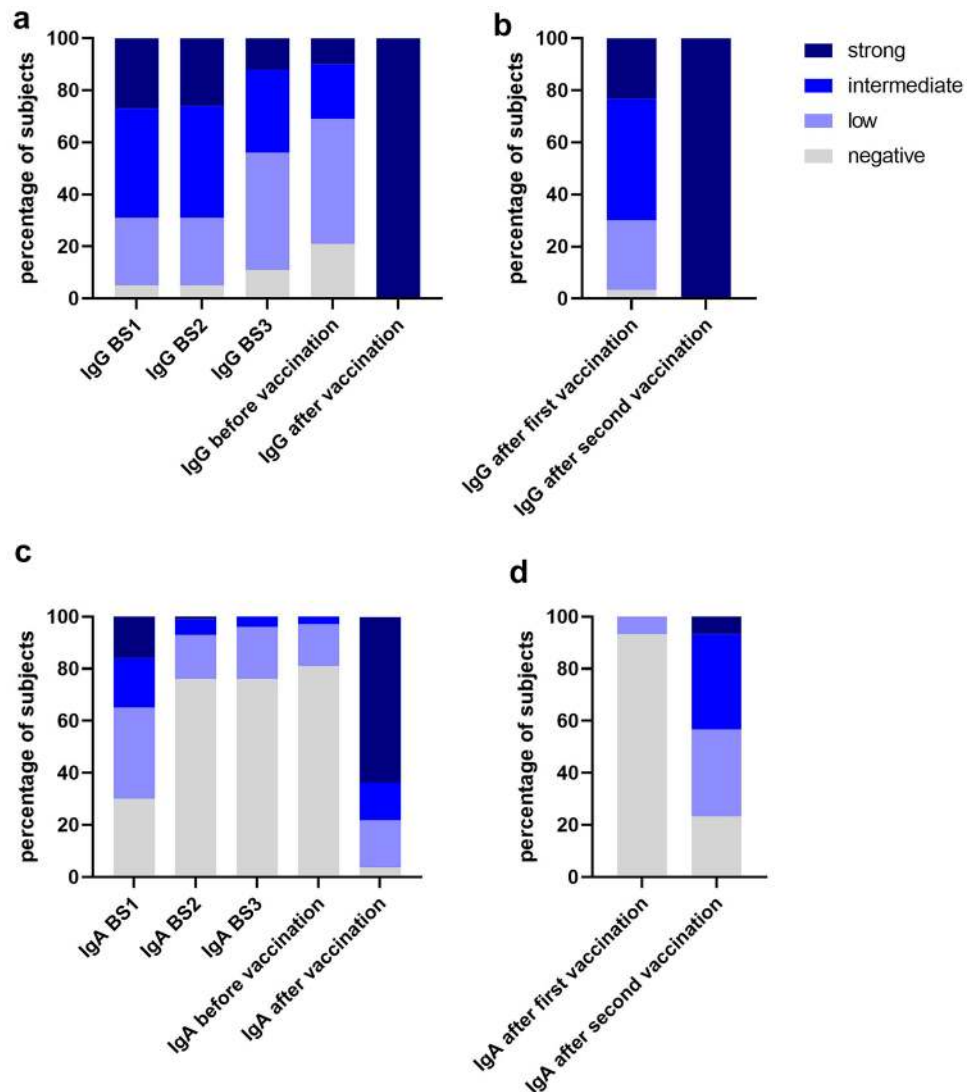 a
percentage of subjects
100
80
60
40
20
0
IgG BS1
IgG BS2
IgG BS3
IgG before vaccination
IgG after vaccination
b
percentage of subjects
100
80
60
40
20
0
IgG after first vaccination
IgG after second vaccination
strong
intermediate
low
negative
c
percentage of subjects
100
80
60
40
20
0
IgA BS1
IgA BS2
IgA BS3
IgA before vaccination
IgA after vaccination
d
percentage of subjects
100
80
60
40
20
0
IgA after first vaccination
IgA after second vaccination